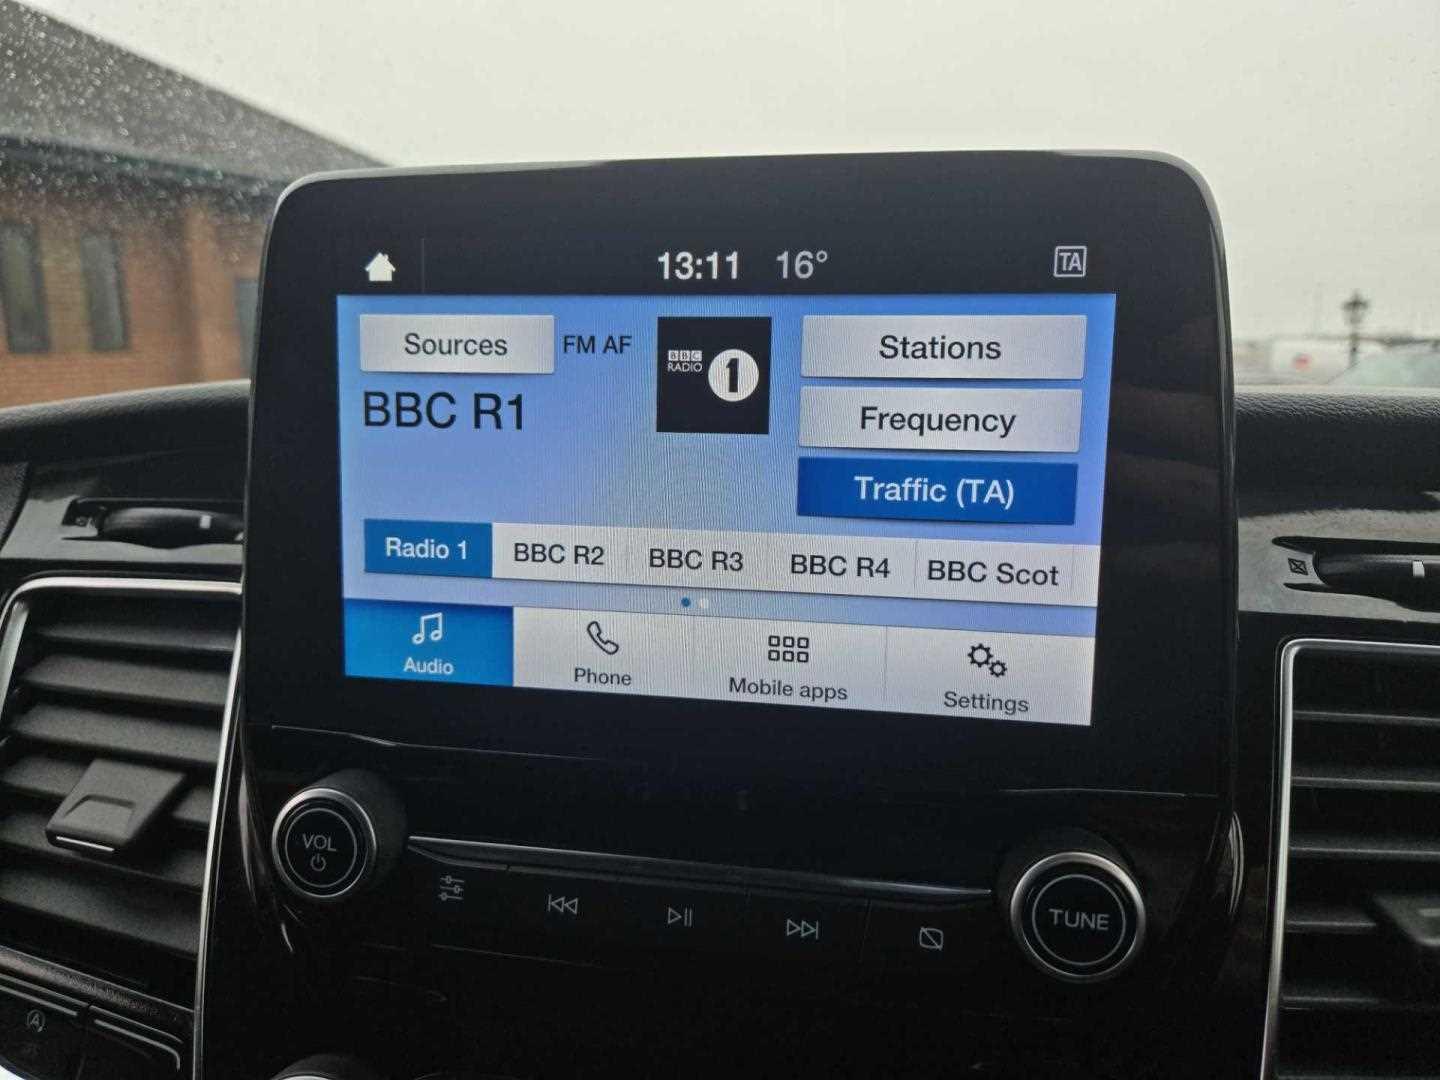 13:11 16° TA
Sources FM AF
BBC
RADIO 1
Stations
BBC R1
Frequency
Traffic (TA)
Radio 1 BBC R2 BBC R3 BBC R4 BBC Scot
Audio Phone Mobile apps Settings
VOL
TUNE
A